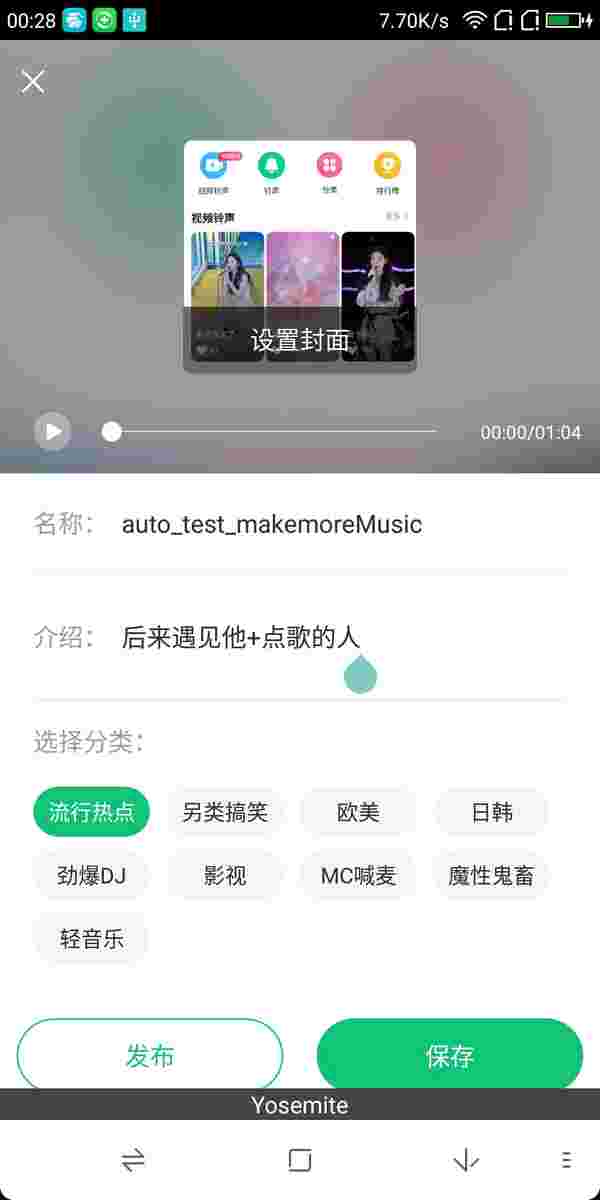 00:28
7.70K/s
视频铃声 铃声 分类 排行榜
视频铃声
更多
设置封面
00:00/01:04
名称： auto_test_makemoreMusic
介绍： 后来遇见他+点歌的人
选择分类：
流行热点 另类搞笑 欧美 日韩
劲爆DJ 影视 MC喊麦 魔性鬼畜
轻音乐
发布 保存
Yosemite